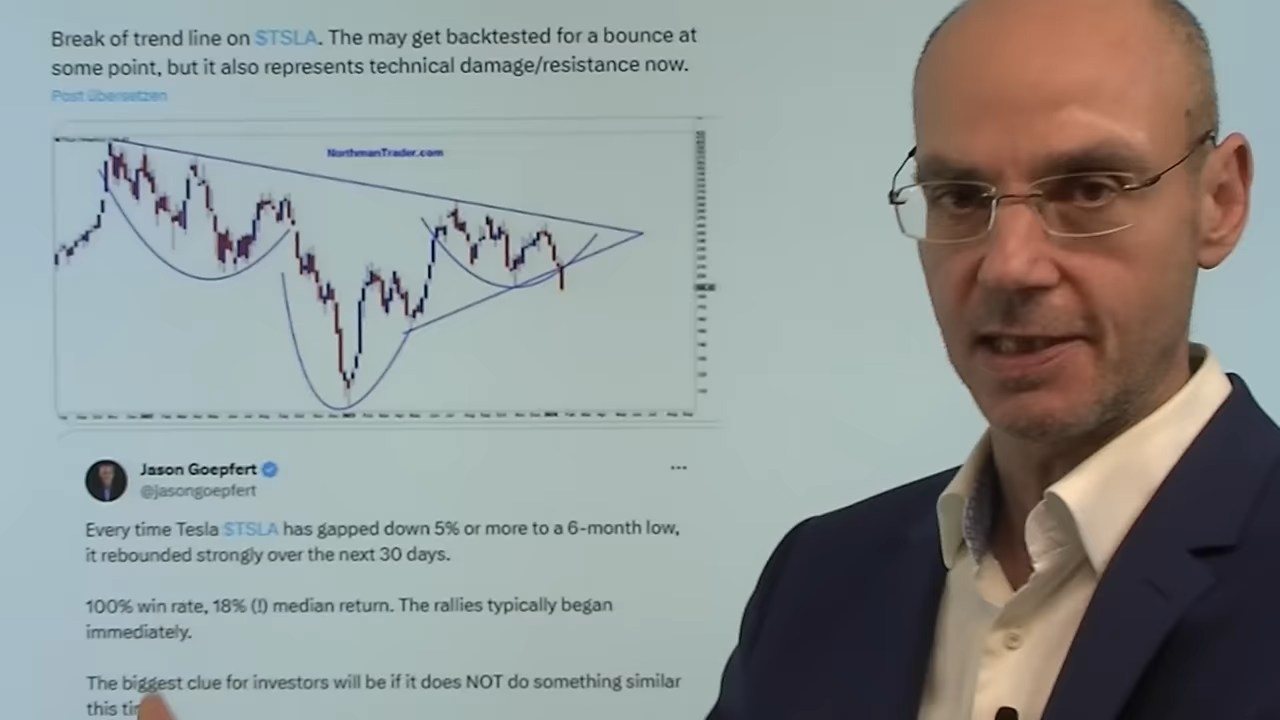 Break of trend line on $TSLA. The may get backtested for a bounce at
some point, but it also represents technical damage/resistance now.
Post übersetzen
NorthmanTrader.com
Jason Goepfert
@jasongoepfert
Every time Tesla $TSLA has gapped down 5% or more to a 6-month low,
it rebounded strongly over the next 30 days.
100% win rate, 18% (!) median return. The rallies typically began
immediately.
The biggest clue for investors will be if it does NOT do something similar
this